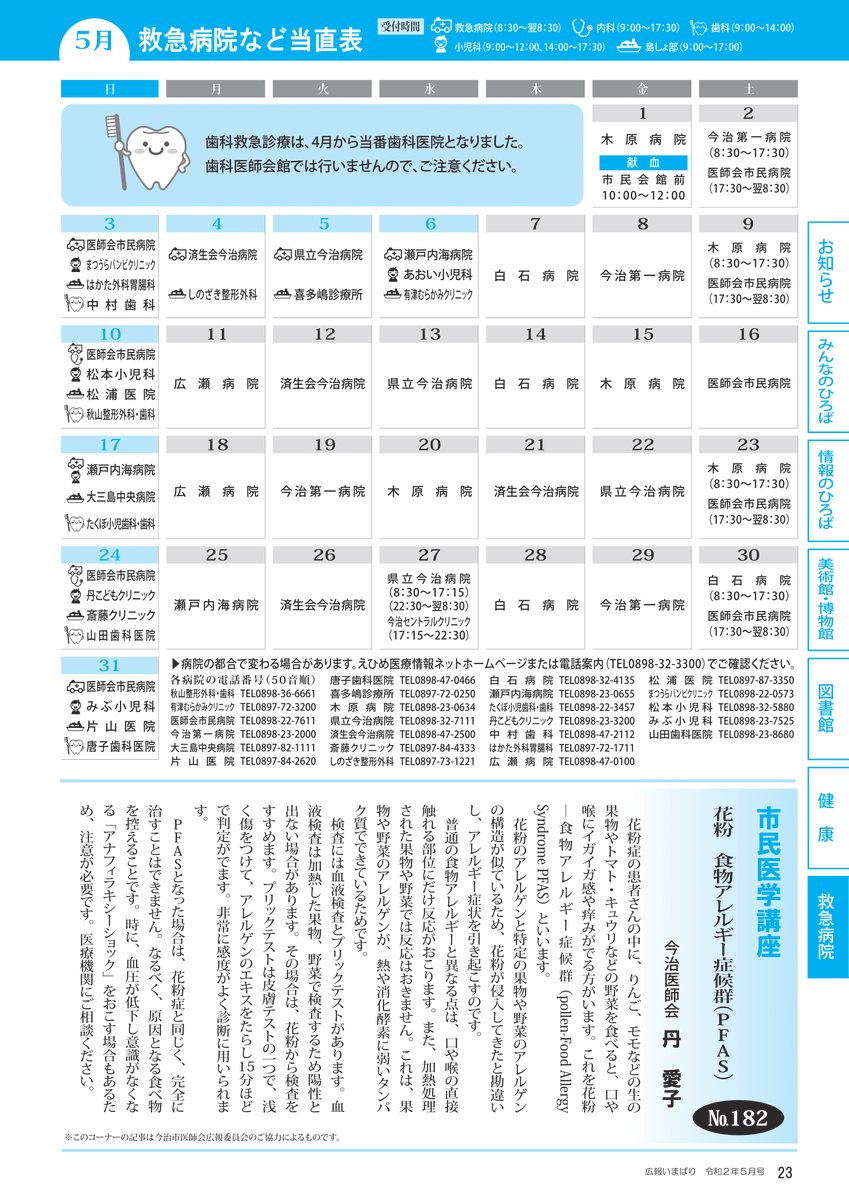 5月 救急病院など当直表
受付時間 救急病院(8:30〜翌8:30) 内科(9:00〜17:30) 歯科(9:00〜14:00)
小児科(9:00〜12:00、14:00〜17:30) 島しょ部(9:00〜17:00)
日 月 火 水 木 金 土
歯科救急診療は、4月から当番歯科医院となりました。
歯科医師会館では行いませんので、ご注意ください。
1
木原病院
献血
市民会館前
10:00〜12:00
2
今治第一病院
(8:30〜17:30)
医師会市民病院
(17:30〜翌8:30)
3
医師会市民病院
まつうらバンビクリニック
はかた外科胃腸科
中村歯科
4
済生会今治病院
しのざき整形外科
5
県立今治病院
喜多嶋診療所
6
瀬戸内海病院
あおい小児科
有津むらかみクリニック
7
白石病院
8
今治第一病院
9
木原病院
(8:30〜17:30)
医師会市民病院
(17:30〜翌8:30)
10
医師会市民病院
松本小児科
松浦医院
秋山整形外科・歯科
11
広瀬病院
12
済生会今治病院
13
県立今治病院
14
白石病院
15
木原病院
16
医師会市民病院
17
瀬戸内海病院
大三島中央病院
たくぼ小児歯科・歯科
18
広瀬病院
19
今治第一病院
20
木原病院
21
済生会今治病院
22
県立今治病院
23
木原病院
(8:30〜17:30)
医師会市民病院
(17:30〜翌8:30)
24
医師会市民病院
丹こどもクリニック
斎藤クリニック
山田歯科医院
25
瀬戸内海病院
26
済生会今治病院
27
県立今治病院
(8:30〜17:15)
(22:30〜翌8:30)
今治セントラルクリニック
(17:15〜22:30)
28
白石病院
29
今治第一病院
30
白石病院
(8:30〜17:30)
医師会市民病院
(17:30〜翌8:30)
31
医師会市民病院
みぶ小児科
片山医院
唐子歯科医院
▶病院の都合で変わる場合があります。えひめ医療情報ネットホームページまたは電話案内(TEL0898-32-3300)でご確認ください。
各病院の電話番号(50音順)
秋山整形外科・歯科 TEL0898-36-6661
有津むらかみクリニック TEL0897-72-3200
医師会市民病院 TEL0898-22-7611
今治第一病院 TEL0898-23-2000
大三島中央病院 TEL0897-82-1111
片山医院 TEL0897-84-2620
唐子歯科医院 TEL0898-47-0466
喜多嶋診療所 TEL0897-72-0250
木原病院 TEL0898-23-0634
県立今治病院 TEL0898-32-7111
済生会今治病院 TEL0898-47-2500
斎藤クリニック TEL0897-84-4333
しのざき整形外科 TEL0897-73-1221
白石病院 TEL0898-32-4135
瀬戸内海病院 TEL0898-23-0655
たくぼ小児歯科・歯科 TEL0898-22-3457
丹こどもクリニック TEL0898-23-3200
中村歯科 TEL0898-47-2112
はかた外科胃腸科 TEL0897-72-1711
広瀬病院 TEL0898-47-0100
松浦医院 TEL0897-87-3350
まつうらバンビクリニック TEL0898-22-0573
松本小児科 TEL0898-32-5880
みぶ小児科 TEL0898-23-7525
山田歯科医院 TEL0898-23-8680
市民医学講座
花粉 食物アレルギー症候群(PFAS)
今治医師会 丹 愛子
No.182
花粉症の患者さんの中に、りんご、モモなどの生の
果物やトマト・キュウリなどの野菜を食べると、口や
喉にイガイガ感や痒みがでる方がいます。これを花粉
―食物アレルギー症候群(pollen-Food Allergy
Syndrome PFAS)といいます。
花粉のアレルゲンと特定の果物や野菜のアレルゲン
の構造が似ているため、花粉が侵入してきたと勘違い
し、アレルギー症状を引き起こすのです。
普通の食物アレルギーと異なる点は、口や喉の直接
触れる部位にだけ反応がおこります。また、加熱処理
された果物や野菜では反応はおきません。これは、果
物や野菜のアレルゲンが、熱や消化酵素に弱いタンパ
ク質でできているためです。
検査には血液検査とプリックテストがあります。血
液検査は加熱した果物、野菜で検査するため陽性と
出ない場合があります。その場合は、花粉から検査を
すすめます。プリックテストは皮膚テストの一つで、浅
く傷をつけて、アレルゲンのエキスをたらし15分ほど
で判定がでます。非常に感度がよく診断に用いられま
す。
PFASとなった場合は、花粉症と同じく、完全に
治すことはできません。なるべく、原因となる食べ物
を控えることです。時に、血圧が低下し意識がなくな
る「アナフィラキシーショック」をおこす場合もあるた
め、注意が必要です。医療機関にご相談ください。
※このコーナーの記事は今治市医師会広報委員会のご協力によるものです。
お知らせ
みんなのひろば
情報のひろば
美術館・博物館
図書館
健康
救急病院
広報いまばり 令和2年5月号 23